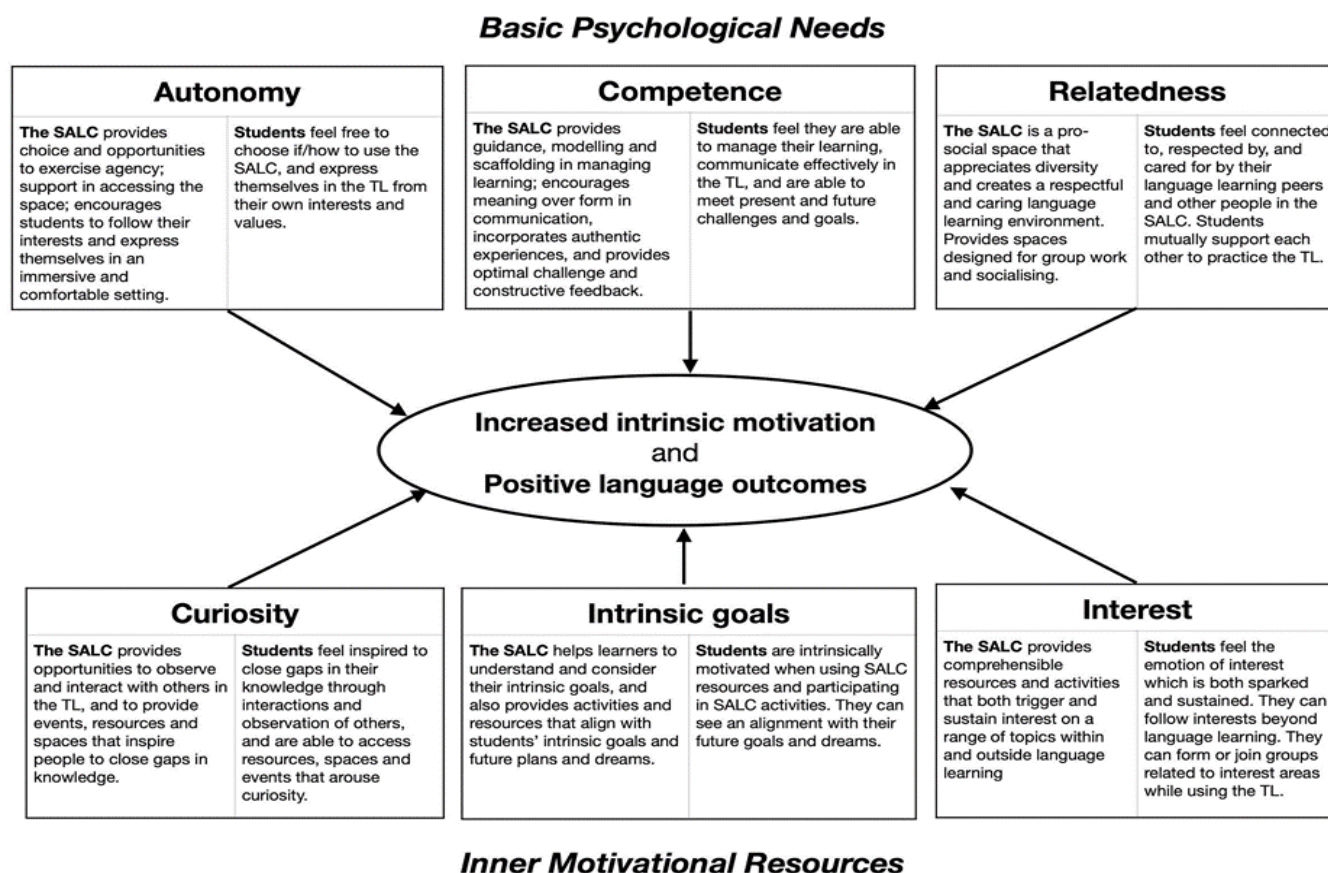 Basic Psychological Needs
Autonomy
The SALC provides
choice and opportunities
to exercise agency;
support in accessing the
space; encourages
students to follow their
interests and express
themselves in an
immersive and
comfortable setting.
Students feel free to
choose if/how to use the
SALC, and express
themselves in the TL from
their own interests and
values.
Competence
The SALC provides
guidance, modelling and
scaffolding in managing
learning; encourages
meaning over form in
communication,
incorporates authentic
experiences, and provides
optimal challenge and
constructive feedback.
Students feel they are able
to manage their learning,
communicate effectively in
the TL, and are able to
meet present and future
challenges and goals.
Relatedness
The SALC is a pro-
social space that
appreciates diversity
and creates a respectful
and caring language
learning environment.
Provides spaces
designed for group work
and socialising.
Students feel connected
to, respected by, and
cared for by their
language learning peers
and other people in the
SALC. Students
mutually support each
other to practice the TL.
Increased intrinsic motivation
and
Positive language outcomes
Curiosity
The SALC provides
opportunities to observe
and interact with others in
the TL, and to provide
events, resources and
spaces that inspire
people to close gaps in
knowledge.
Students feel inspired to
close gaps in their
knowledge through
interactions and
observation of others,
and are able to access
resources, spaces and
events that arouse
curiosity.
Intrinsic goals
The SALC helps learners to
understand and consider
their intrinsic goals, and
also provides activities and
resources that align with
students' intrinsic goals and
future plans and dreams.
Students are intrinsically
motivated when using SALC
resources and participating
in SALC activities. They can
see an alignment with their
future goals and dreams.
Interest
The SALC provides
comprehensible
resources and activities
that both trigger and
sustain interest on a
range of topics within
and outside language
learning
Students feel the
emotion of interest
which is both sparked
and sustained. They can
follow interests beyond
language learning. They
can form or join groups
related to interest areas
while using the TL.
Inner Motivational Resources